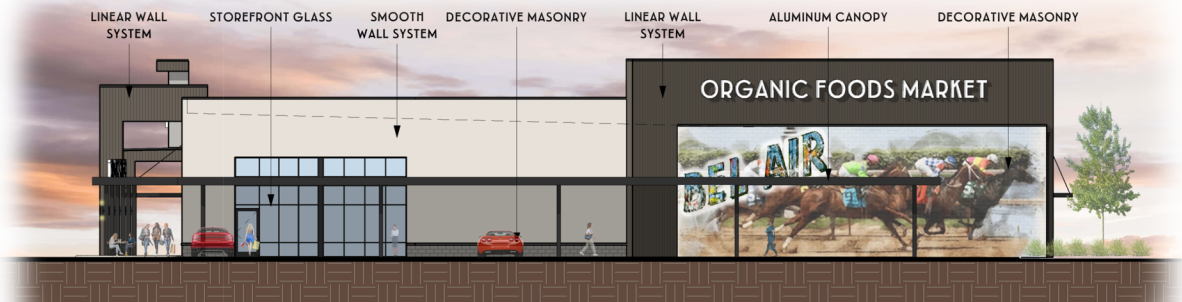 LINEAR WALL
SYSTEM
STOREFRONT GLASS
SMOOTH
WALL SYSTEM
DECORATIVE MASONRY
LINEAR WALL
SYSTEM
ALUMINUM CANOPY
DECORATIVE MASONRY
ORGANIC FOODS MARKET
BEL AIR